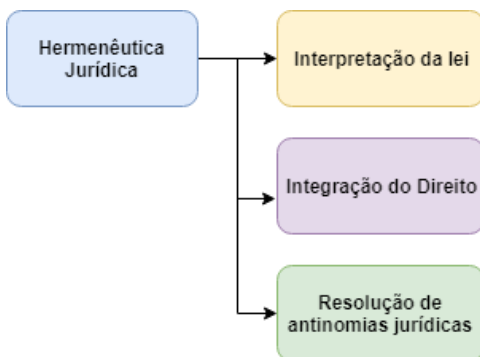 Hermenêutica
Jurídica
Interpretação da lei
Integração do Direito
Resolução de
antinomias jurídicas